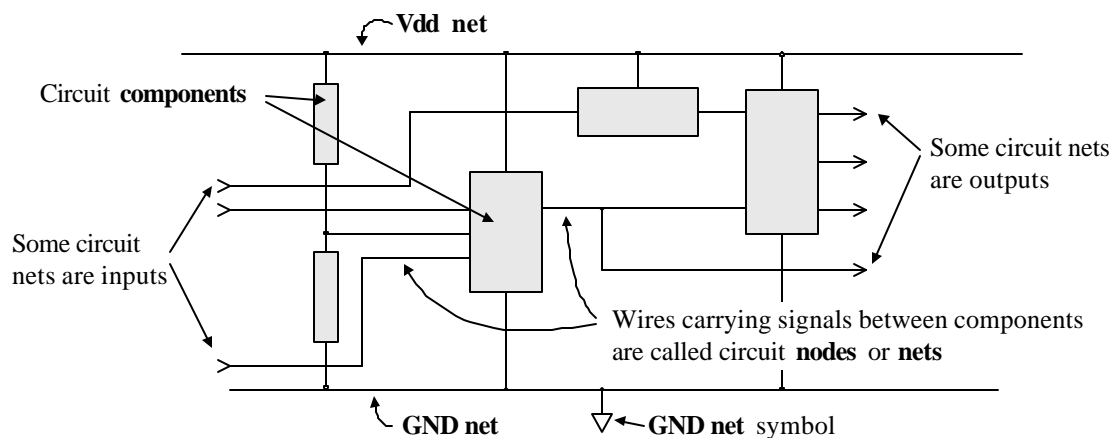 Vdd net
Circuit components
Some circuit nets
are outputs
Some circuit
nets are inputs
Wires carrying signals between components
are called circuit nodes or nets
GND net
GND net symbol